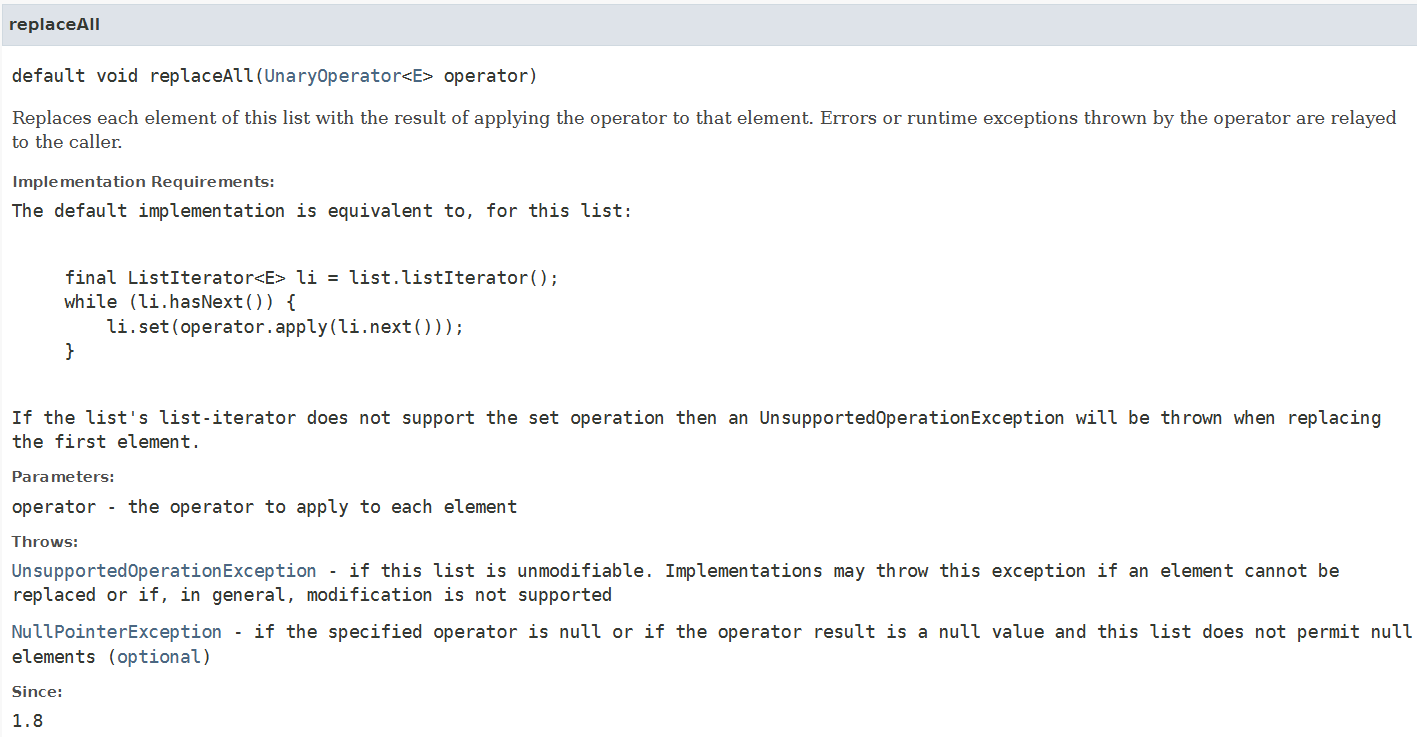 replaceAll
default void replaceAll(UnaryOperator<E> operator)
Replaces each element of this list with the result of applying the operator to that element. Errors or runtime exceptions thrown by the operator are relayed
to the caller.
Implementation Requirements:
The default implementation is equivalent to, for this list:
final ListIterator<E> li = list.listIterator();
while (li.hasNext()) {
    li.set(operator.apply(li.next()));
}
If the list's list-iterator does not support the set operation then an UnsupportedOperationException will be thrown when replacing
the first element.
Parameters:
operator - the operator to apply to each element
Throws:
UnsupportedOperationException - if this list is unmodifiable. Implementations may throw this exception if an element cannot be
replaced or if, in general, modification is not supported
NullPointerException - if the specified operator is null or if the operator result is a null value and this list does not permit null
elements (optional)
Since:
1.8